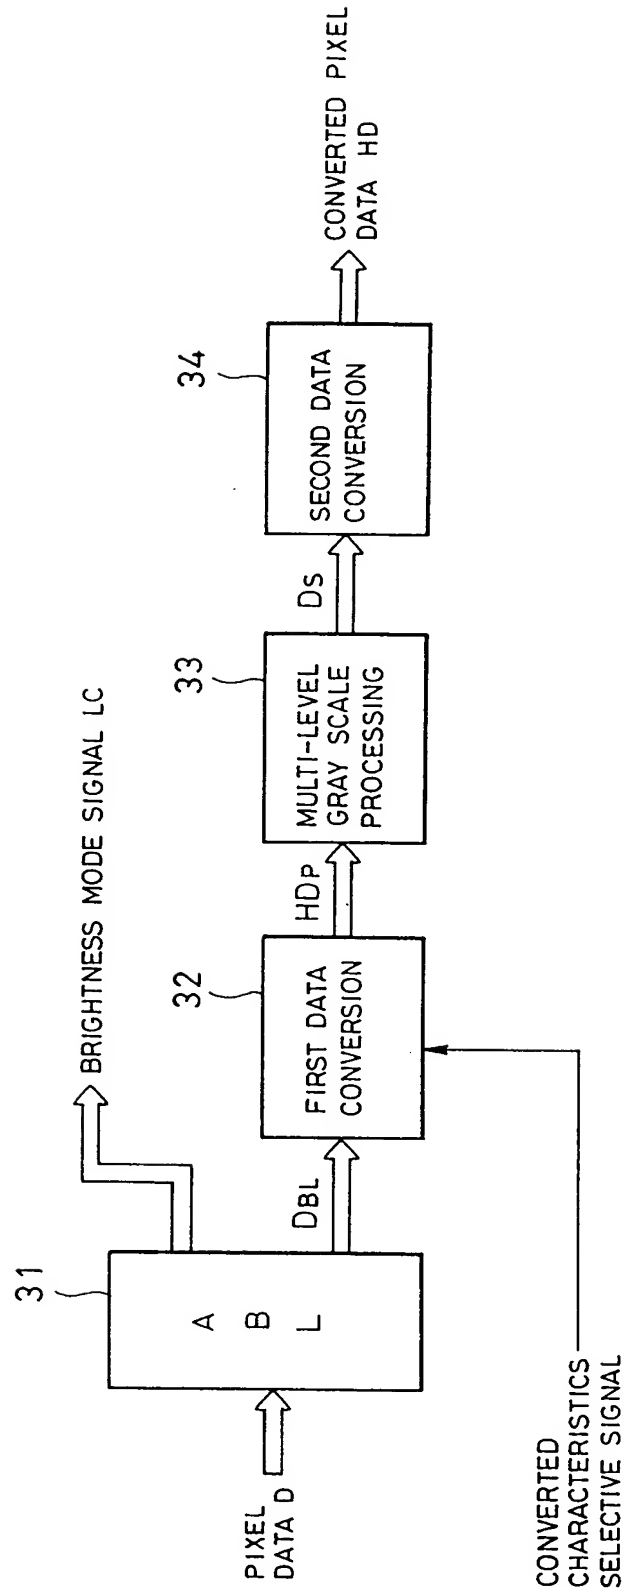 PIXEL
DATA D
31
A B L
BRIGHTNESS MODE SIGNAL LC
DBL
CONVERTED
CHARACTERISTICS
SELECTIVE SIGNAL
32
FIRST DATA
CONVERSION
HDP
33
MULTI-LEVEL
GRAY SCALE
PROCESSING
DS
34
SECOND DATA
CONVERSION
CONVERTED PIXEL
DATA HD